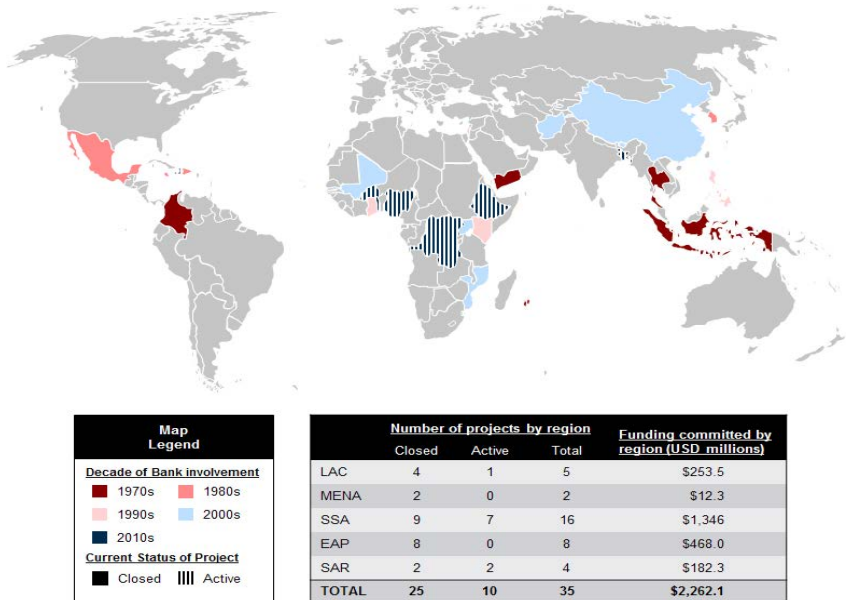 Map
Legend
Decade of Bank involvement
1970s 1980s
1990s 2000s
2010s
Current Status of Project
Closed Active
Number of projects by region Funding committed by
Closed Active Total region (USD millions)
LAC 4 1 5 $253.5
MENA 2 0 2 $12.3
SSA 9 7 16 $1,346
EAP 8 0 8 $468.0
SAR 2 2 4 $182.3
TOTAL 25 10 35 $2,262.1